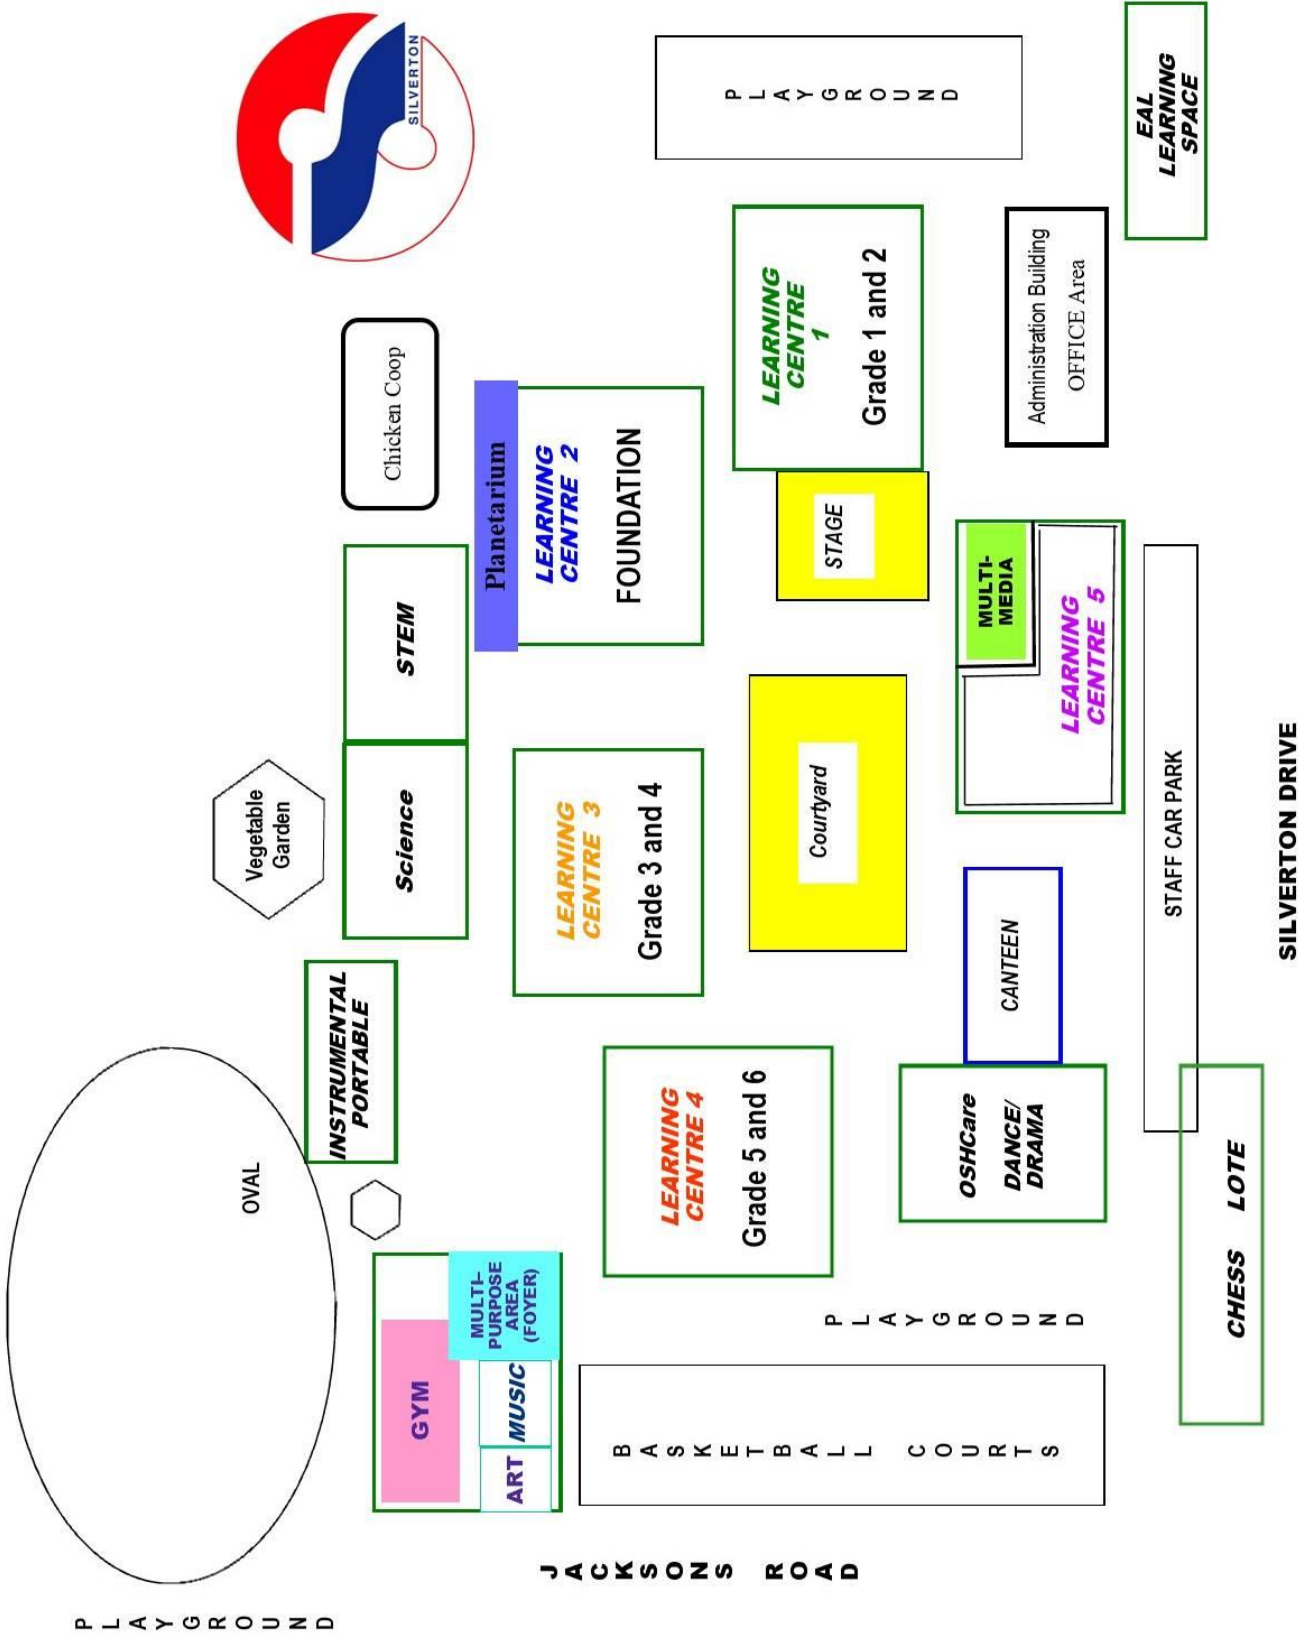 PLAYGROUND
OVAL
Vegetable
Garden
INSTRUMENTAL
PORTABLE
GYM
Science
STEM
Chicken Coop
SILVERTON
MULTI-
PURPOSE
AREA
(FOYER)
ART
MUSIC
Planetarium
LEARNING
CENTRE 2
FOUNDATION
LEARNING
CENTRE 3
Grade 3 and 4
LEARNING
CENTRE 4
Grade 5 and 6
JACKSONS ROAD
BASKETBALL COURTS
PLAYGROUND
Courtyard
STAGE
LEARNING
CENTRE
1
Grade 1 and 2
PLAYGROUND
OSHCare
DANCE/
DRAMA
CANTEEN
MULTI-
MEDIA
LEARNING
CENTRE 5
Administration Building
OFFICE Area
EAL
LEARNING
SPACE
STAFF CAR PARK
CHESS LOTE
SILVERTON DRIVE